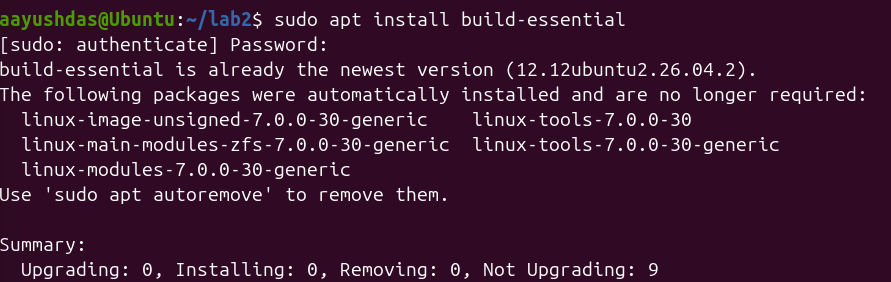 aayushdas@Ubuntu:~/lab2$ sudo apt install build-essential
[sudo: authenticate] Password:
build-essential is already the newest version (12.12ubuntu2.26.04.2).
The following packages were automatically installed and are no longer required:
  linux-image-unsigned-7.0.0-30-generic    linux-tools-7.0.0-30
  linux-main-modules-zfs-7.0.0-30-generic  linux-tools-7.0.0-30-generic
  linux-modules-7.0.0-30-generic
Use 'sudo apt autoremove' to remove them.

Summary:
  Upgrading: 0, Installing: 0, Removing: 0, Not Upgrading: 9